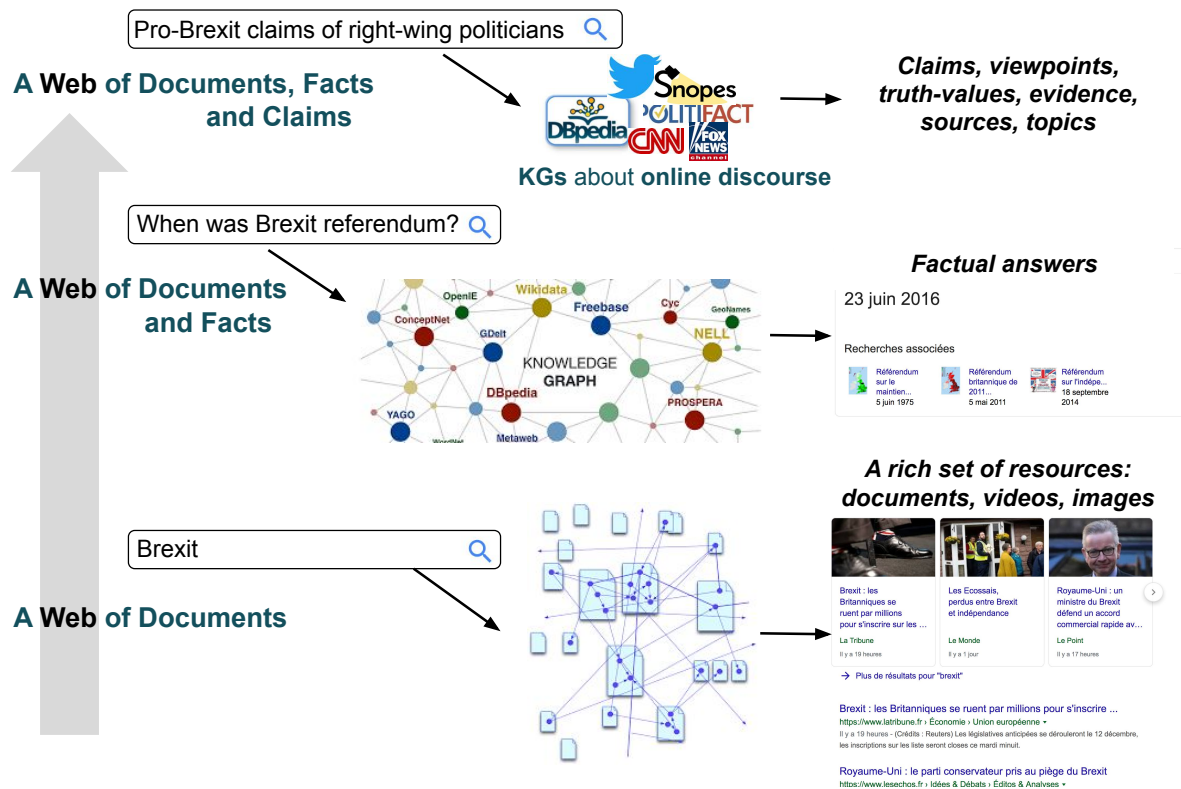 Pro-Brexit claims of right-wing politicians
A Web of Documents, Facts
and Claims
Snopes
POLITIFACT
DBpedia
CNN
FOX
NEWS
channel
KGs about online discourse
Claims, viewpoints,
truth-values, evidence,
sources, topics
When was Brexit referendum?
A Web of Documents
and Facts
OpenIE
Wikidata
Freebase
Cyc
GeoNames
ConceptNet
GDelt
NELL
KNOWLEDGE
GRAPH
DBpedia
PROSPERA
YAGO
WordNet
Metaweb
Factual answers
23 juin 2016
Recherches associées
Référendum
sur le
maintien...
5 juin 1975
Référendum
britannique de
2011...
5 mai 2011
Référendum
sur l'indépe...
18 septembre
2014
Brexit
A Web of Documents
A rich set of resources:
documents, videos, images
Brexit : les
Britanniques se
ruent par millions
pour s'inscrire sur les ...
La Tribune
Il y a 19 heures
Les Ecossais,
perdus entre Brexit
et indépendance
Le Monde
Il y a 1 jour
Royaume-Uni : un
ministre du Brexit
défend un accord
commercial rapide av...
Le Point
Il y a 17 heures
→ Plus de résultats pour "brexit"
Brexit : les Britanniques se ruent par millions pour s'inscrire ...
https://www.latribune.fr › Économie › Union européenne
Il y a 19 heures - (Crédits : Reuters) Les législatives anticipées se dérouleront le 12 décembre,
les inscriptions sur les liste seront closes ce mardi minuit.
Royaume-Uni : le parti conservateur pris au piège du Brexit
https://www.lesechos.fr › Idées & Débats › Éditos & Analyses